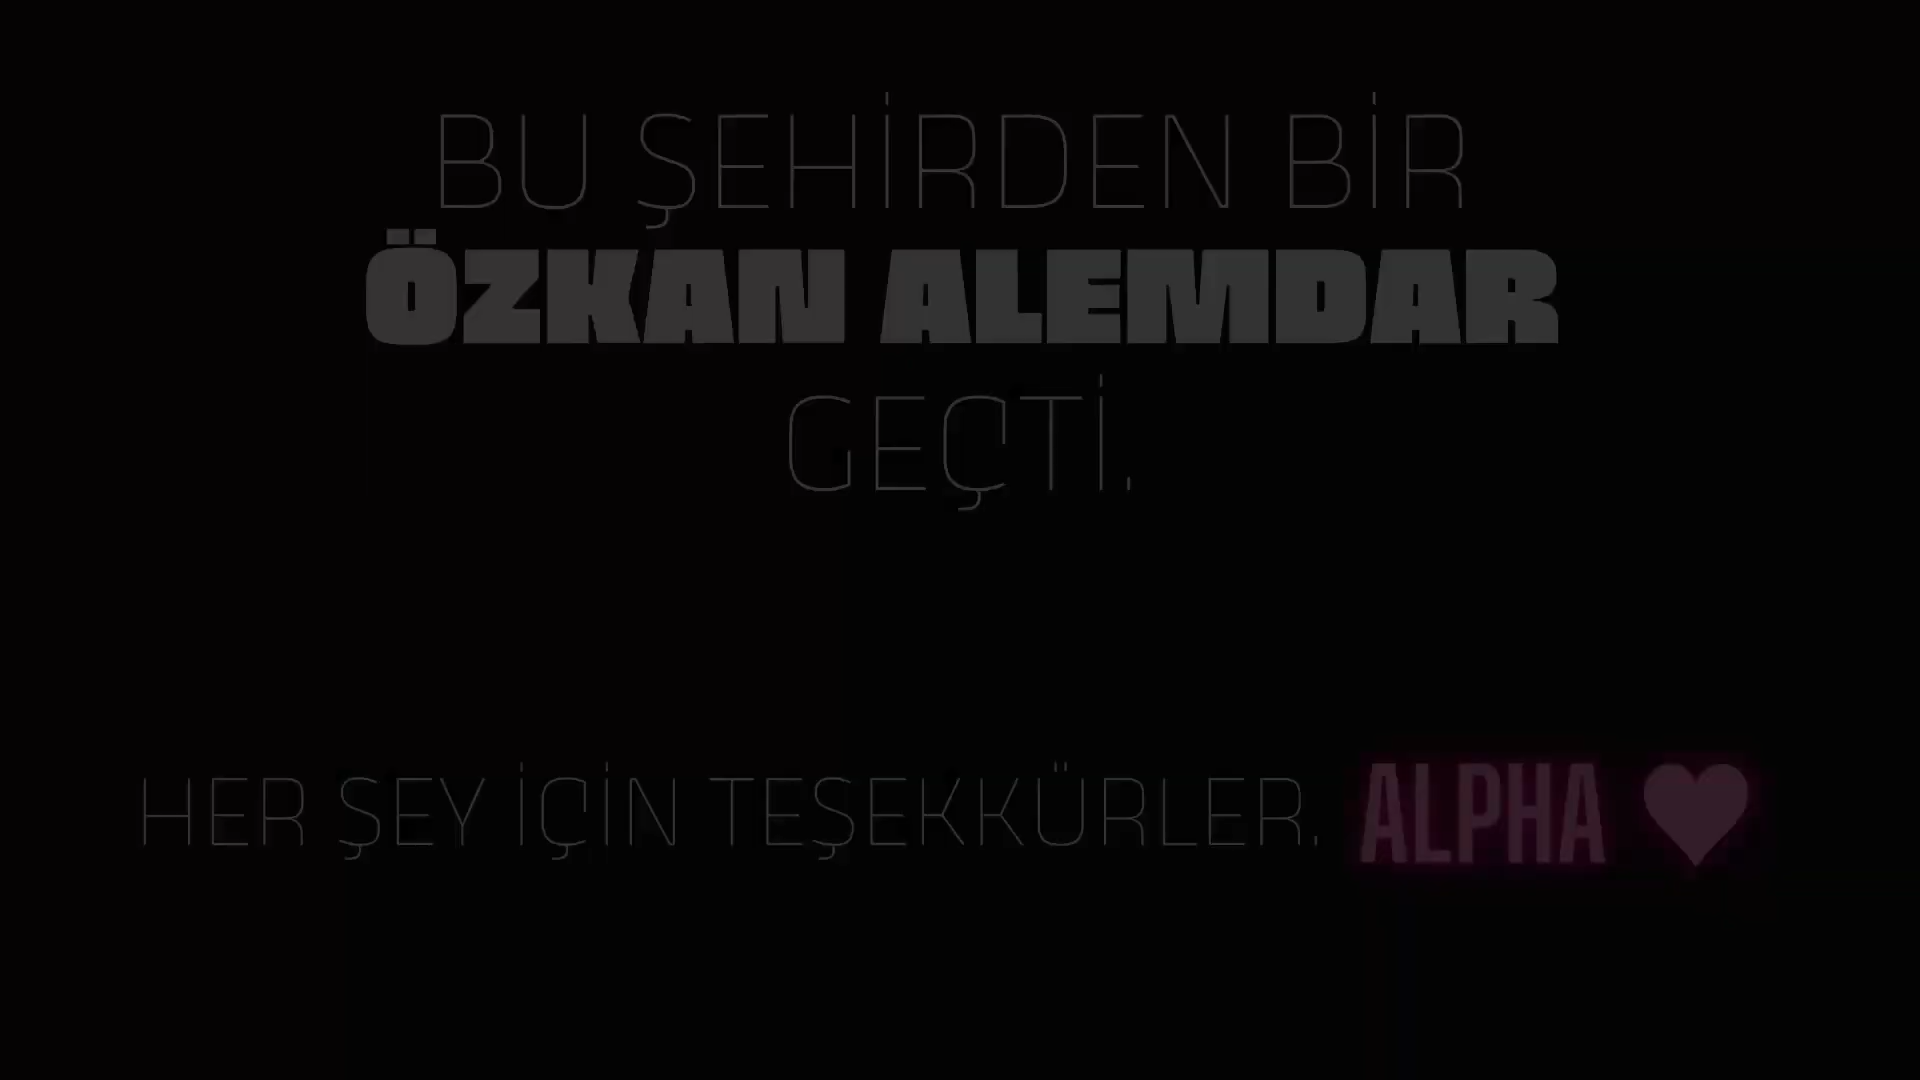 BU ŞEHİRDEN BİR
ÖZKAN ALEMDAR
GEÇTİ.
HER ŞEY İÇİN TEŞEKKÜRLER. ALPHA ♥